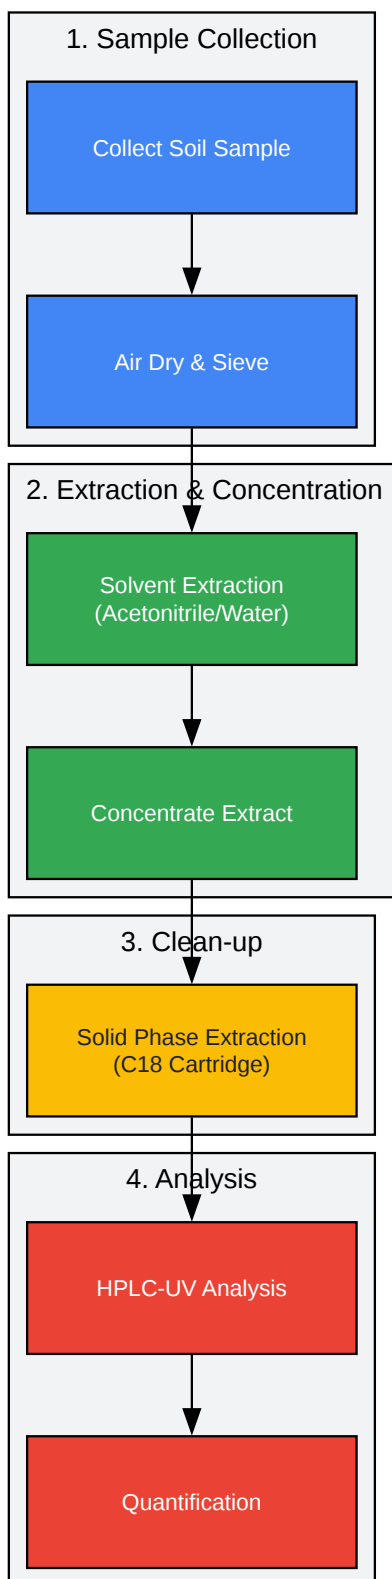 1. Sample Collection
Collect Soil Sample
Air Dry & Sieve
2. Extraction & Concentration
Solvent Extraction
(Acetonitrile/Water)
Concentrate Extract
3. Clean-up
Solid Phase Extraction
(C18 Cartridge)
4. Analysis
HPLC-UV Analysis
Quantification